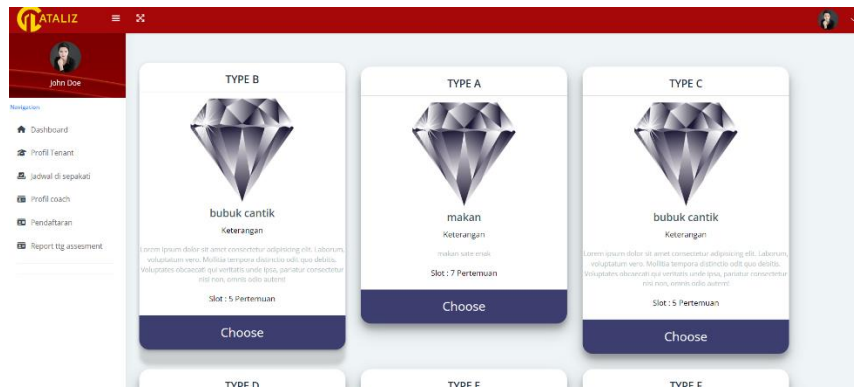 CATALIZ
John Doe
Navigation
Dashboard
Profil Tenant
Jadwal di sepakati
Profil coach
Pendaftaran
Report ttg assesment
TYPE B
bubuk cantik
Keterangan
Lorem ipsum dolor sit amet consectetur adipisicing elit. Laborum,
voluptatum vero. Mollitia tempora distinctio odit quo debitis.
Voluptates obcaecati qui veritatis unde ipsa, pariatur consectetur
nisi non, omnis odio autem!
Slot : 5 Pertemuan
Choose
TYPE A
makan
Keterangan
makan sate enak
Slot : 7 Pertemuan
Choose
TYPE C
bubuk cantik
Keterangan
Lorem ipsum dolor sit amet consectetur adipisicing elit. Laborum,
voluptatum vero. Mollitia tempora distinctio odit quo debitis.
Voluptates obcaecati qui veritatis unde ipsa, pariatur consectetur
nisi non, omnis odio autem!
Slot : 5 Pertemuan
Choose
TYPE D
TYPE E
TYPE F